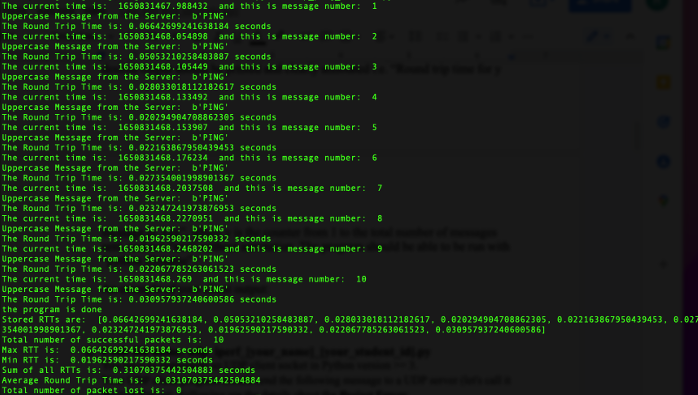 The current time is:  1650831467.988432  and this is message number:  1
Uppercase Message from the Server:  b'PING'
The Round Trip Time is: 0.06642699241638184 seconds
The current time is:  1650831468.054898  and this is message number:  2
Uppercase Message from the Server:  b'PING'
The Round Trip Time is: 0.05053210258483887 seconds
The current time is:  1650831468.105449  and this is message number:  3
Uppercase Message from the Server:  b'PING'
The Round Trip Time is: 0.028033018112182617 seconds
The current time is:  1650831468.133492  and this is message number:  4
Uppercase Message from the Server:  b'PING'
The Round Trip Time is: 0.020294904708862305 seconds
The current time is:  1650831468.153907  and this is message number:  5
Uppercase Message from the Server:  b'PING'
The Round Trip Time is: 0.022163867950439453 seconds
The current time is:  1650831468.176234  and this is message number:  6
Uppercase Message from the Server:  b'PING'
The Round Trip Time is: 0.027354001998901367 seconds
The current time is:  1650831468.2037508  and this is message number:  7
Uppercase Message from the Server:  b'PING'
The Round Trip Time is: 0.023247241973876953 seconds
The current time is:  1650831468.2270951  and this is message number:  8
Uppercase Message from the Server:  b'PING'
The Round Trip Time is: 0.01962590217590332 seconds
The current time is:  1650831468.2468202  and this is message number:  9
Uppercase Message from the Server:  b'PING'
The Round Trip Time is: 0.022067785263061523 seconds
The current time is:  1650831468.269  and this is message number:  10
Uppercase Message from the Server:  b'PING'
The Round Trip Time is: 0.030957937240600586 seconds
the program is done
Stored RTTs are:  [0.06642699241638184, 0.05053210258483887, 0.028033018112182617, 0.020294904708862305, 0.022163867950439453, 0.027
354001998901367, 0.023247241973876953, 0.01962590217590332, 0.022067785263061523, 0.030957937240600586]
Total number of successful packets is:  10
Max RTT is:  0.06642699241638184 seconds
Min RTT is:  0.01962590217590332 seconds
Sum of all RTTs is:  0.31070375442504883 seconds
Average Round Trip Time is: 0.031070375442504884
Total number of packet lost is:  0